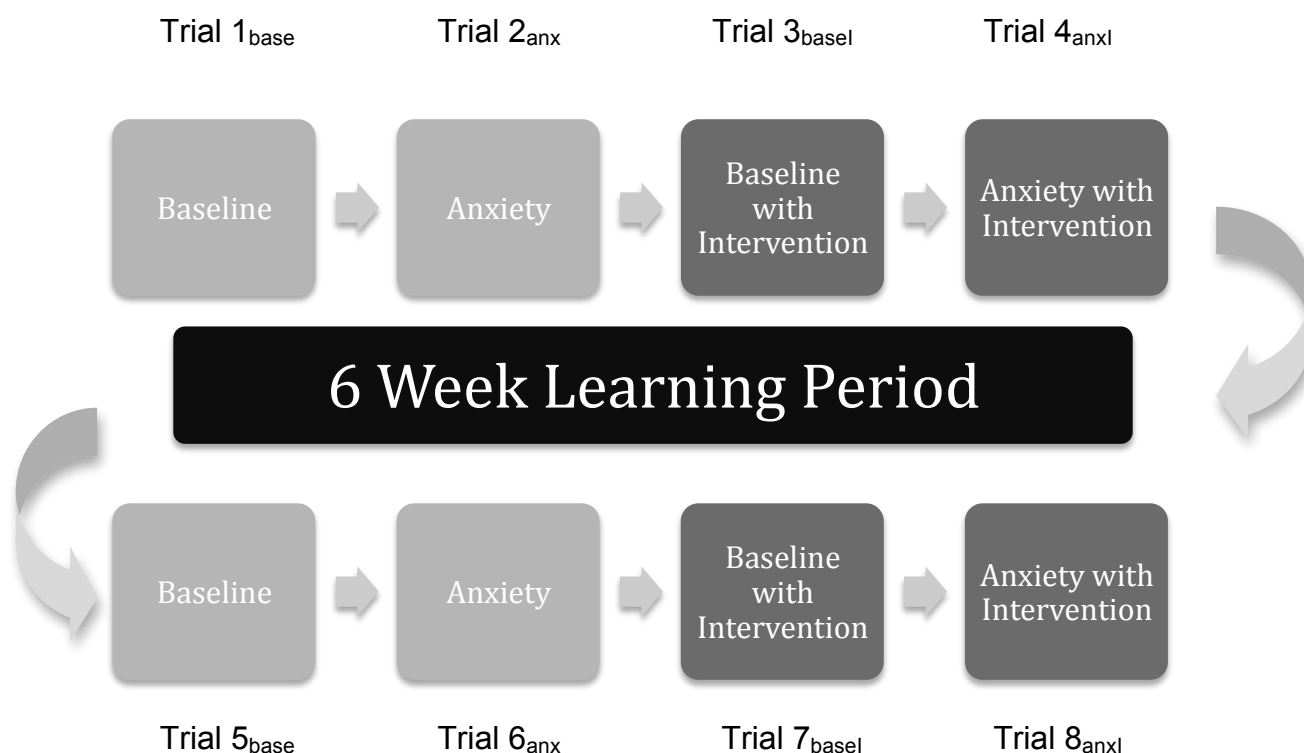 Trial 1base Trial 2anx Trial 3baseI Trial 4anxI
Baseline
Anxiety
Baseline
with
Intervention
Anxiety with
Intervention
6 Week Learning Period
Baseline
Anxiety
Baseline
with
Intervention
Anxiety with
Intervention
Trial 5base Trial 6anx Trial 7baseI Trial 8anxI